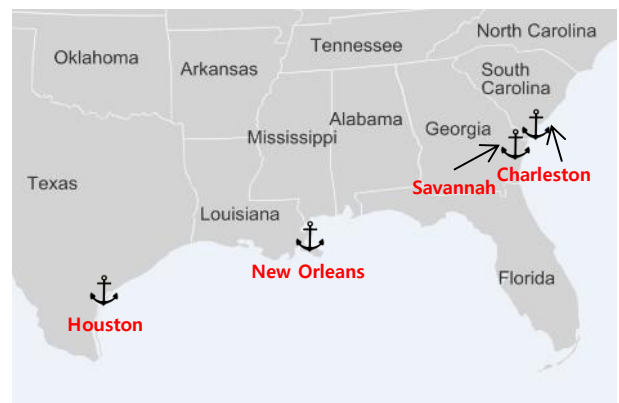 North Carolina
Tennessee
Oklahoma
Arkansas
South
Carolina
Alabama
Georgia
Mississippi
Charleston
Texas
Savannah
Louisiana
New Orleans
Florida
Houston